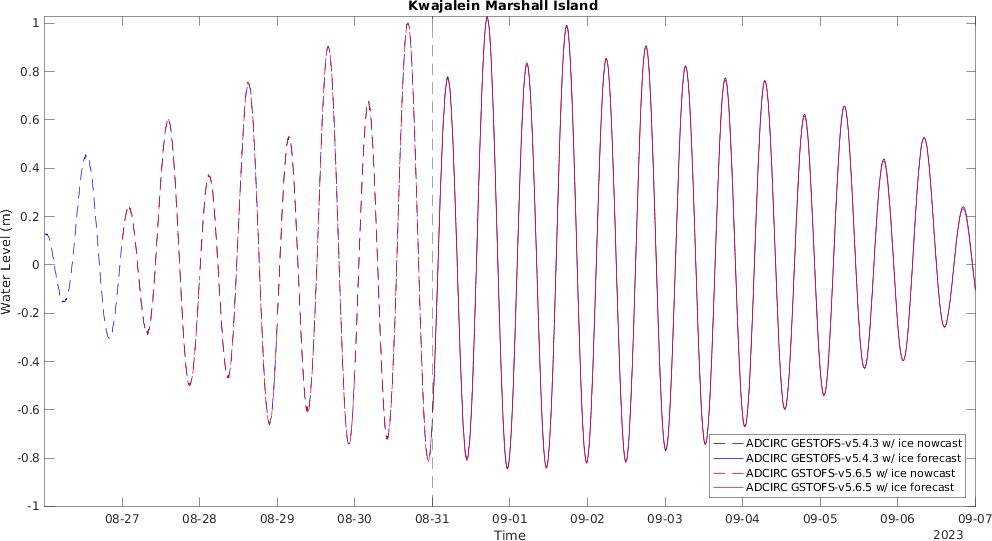 Kwajalein Marshall Island
1
0.8
0.6
0.4
0.2
0
-0.2
-0.4
-0.6
-0.8
-1
Water Level (m)
08-27 08-28 08-29 08-30 08-31 09-01 09-02 09-03 09-04 09-05 09-06 09-07
Time
2023
ADCIRC GESTOFS-v5.4.3 w/ ice nowcast
ADCIRC GESTOFS-v5.4.3 w/ ice forecast
ADCIRC GSTOFS-v5.6.5 w/ ice nowcast
ADCIRC GSTOFS-v5.6.5 w/ ice forecast